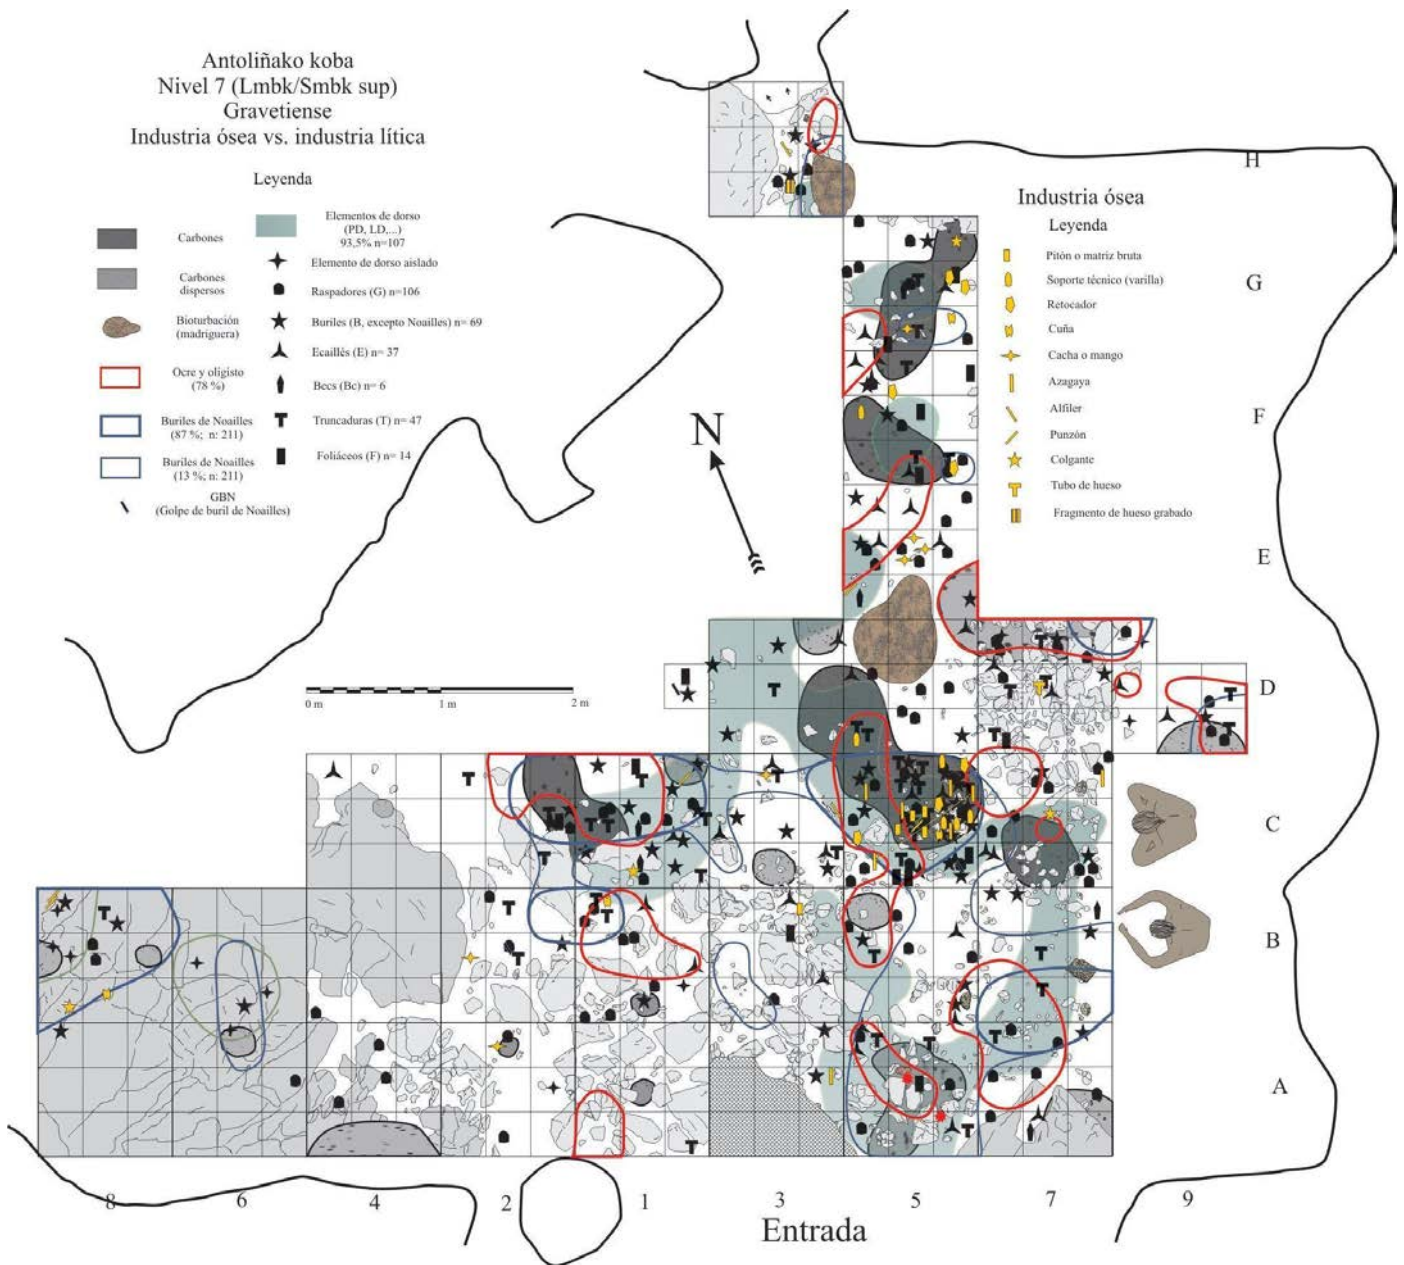 Antoliñako koba
Nivel 7 (Lmbk/Smbk sup)
Gravetiense
Industria ósea vs. industria lítica
Leyenda
Carbones
Carbones
dispersos
Bioturbación
(madriguera)
Ocre y oligisto
(78 %)
Buriles de Noailles
(87 %; n: 211)
Buriles de Noailles
(13 %; n: 211)
GBN
(Golpe de buril de Noailles)
Elementos de dorso
(PD, LD,...)
93,5% n=107
Elemento de dorso aislado
Raspadores (G) n=106
Buriles (B, excepto Noailles) n= 69
Ecaillés (E) n= 37
Becs (Bc) n= 6
Truncaduras (T) n= 47
Foliáceos (F) n= 14
Industria ósea
Leyenda
Pitón o matriz bruta
Soporte técnico (varilla)
Retocador
Cuña
Cacha o mango
Azagaya
Alfiler
Punzón
Colgante
Tubo de hueso
Fragmento de hueso grabado
N
0 m 1 m 2 m
H
G
F
E
D
C
B
A
8 6 4 2 1 3 5 7 9
Entrada